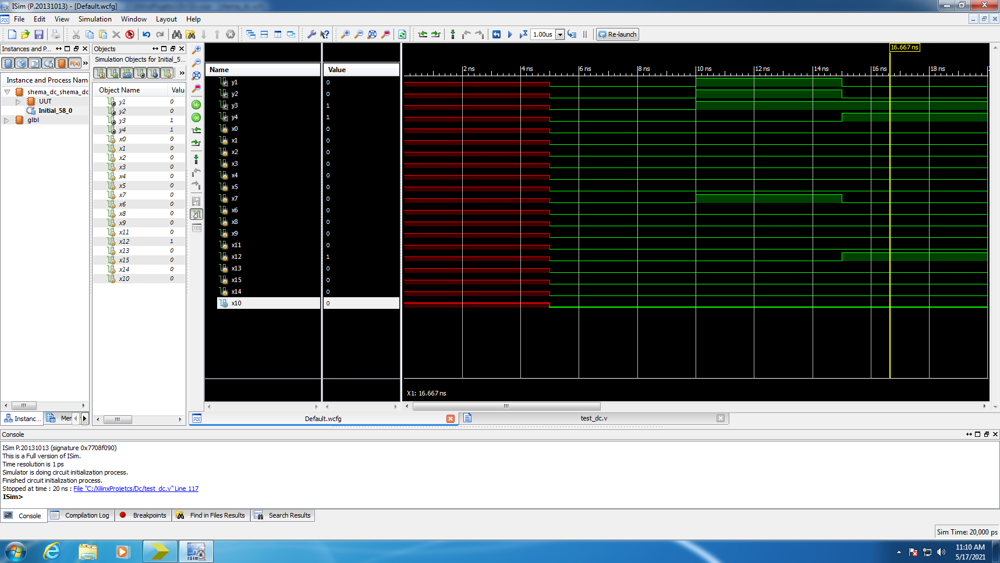 ISim (P.20131013) - [Default.wcfg]
File Edit View Simulation Window Layout Help
1.00us Re-launch
Instances and P...
Objects
Simulation Objects for Initial_5...
F(x)
Instance and Process Nam
shema_dc_shema_dc
UUT
Initial_58_0
glbl
Object Name Valu
y1 0
y2 0
y3 1
y4 1
x0 0
x1 0
x2 0
x3 0
x4 0
x5 0
x7 0
x6 0
x8 0
x9 0
x11 0
x12 1
x13 0
x15 0
x14 0
x10 0
Name Value
y1 0
y2 0
y3 1
y4 1
x0 0
x1 0
x2 0
x3 0
x4 0
x5 0
x7 0
x6 0
x8 0
x9 0
x11 0
x12 1
x13 0
x15 0
x14 0
x10 0
16.667 ns
2 ns 4 ns 6 ns 8 ns 10 ns 12 ns 14 ns 16 ns 18 ns 2
X1: 16.667 ns
Instanc... Mer
Default.wcfg test_dc.v
Console
ISim P.20131013 (signature 0x7708f090)
This is a Full version of ISim.
Time resolution is 1 ps
Simulator is doing circuit initialization process.
Finished circuit initialization process.
Stopped at time : 20 ns : File "C:/XilinxProjetcs/Dc/test_dc.v" Line 117
ISim>
Console Compilation Log Breakpoints Find in Files Results Search Results
Sim Time: 20,000 ps
ISim
11:10 AM
5/17/2021